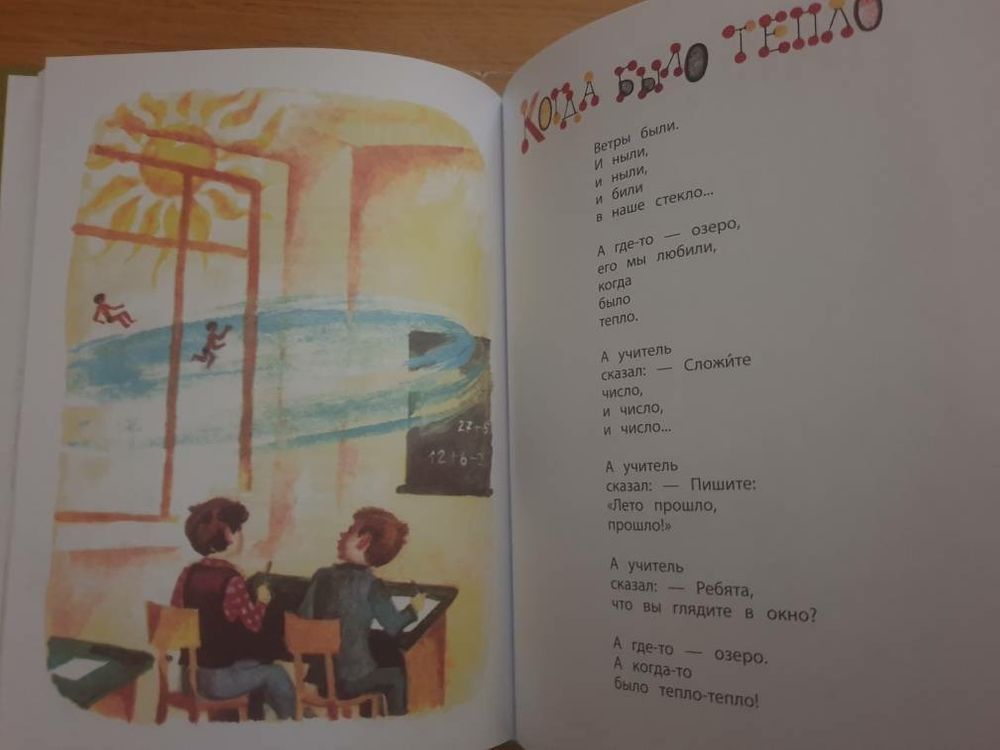 27-5
12+6-
КОГДА БЫЛО ТЕПЛО
Ветры были.
И ныли,
и ныли,
и били
в наше стекло...
А где-то — озеро,
его мы любили,
когда
было
тепло.
А учитель
сказал: — Сложи́те
число,
и число,
и число...
А учитель
сказал: — Пишите:
«Лето прошло,
прошло!»
А учитель
сказал: — Ребята,
что вы глядите в окно?
А где-то — озеро.
А когда-то
было тепло-тепло!